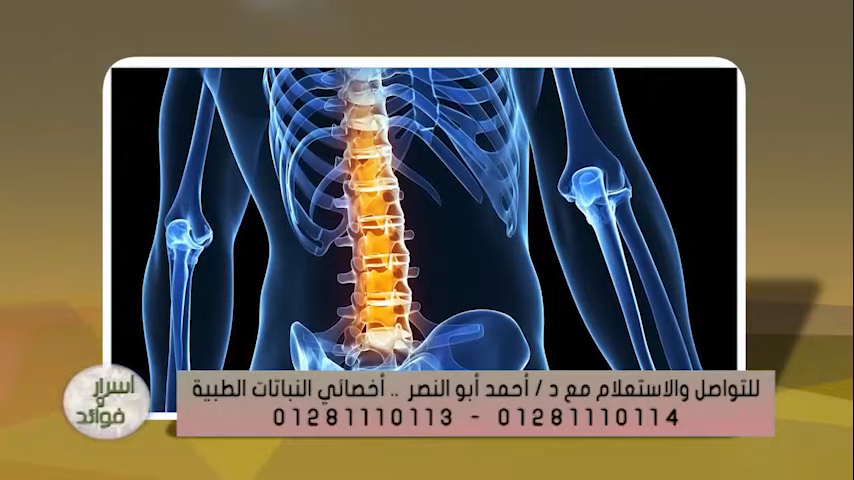 للتواصل والاستعلام مع د / أحمد أبو النصر .. أخصائي النباتات الطبية
01281110113 - 01281110114
أسرار
و
فوائد